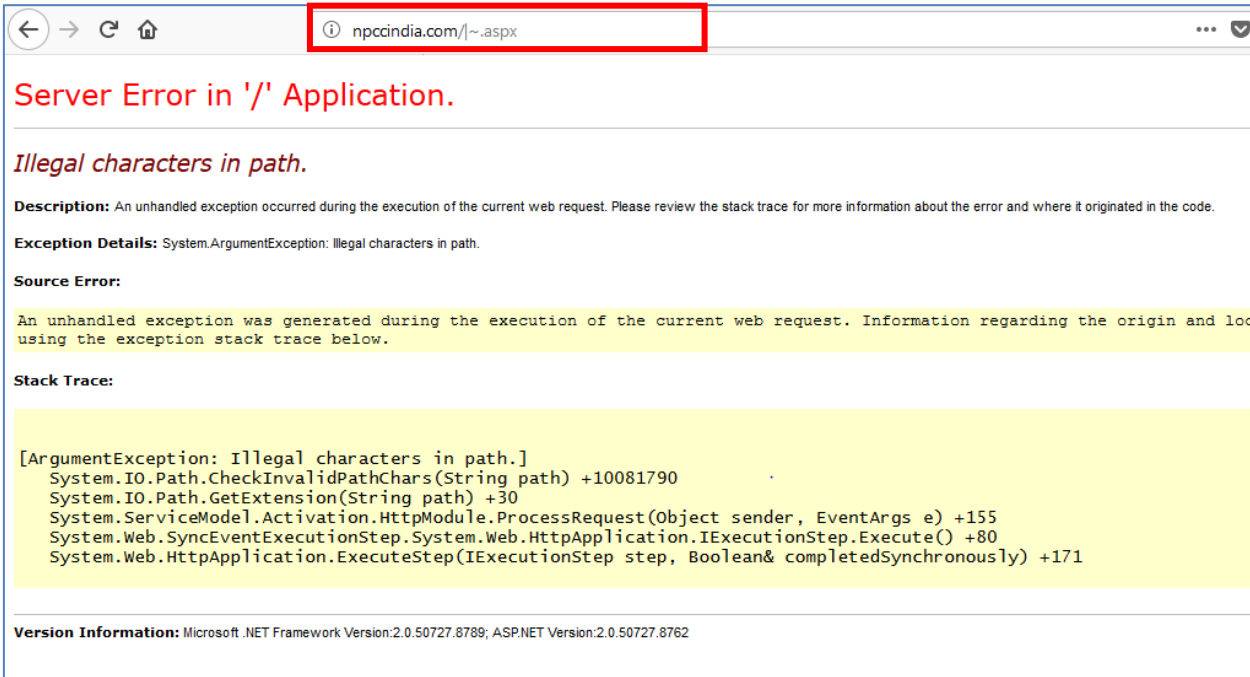 npccindia.com/|~.aspx
Server Error in '/' Application.
Illegal characters in path.
Description: An unhandled exception occurred during the execution of the current web request. Please review the stack trace for more information about the error and where it originated in the code.
Exception Details: System.ArgumentException: Illegal characters in path.
Source Error:
An unhandled exception was generated during the execution of the current web request. Information regarding the origin and loc
using the exception stack trace below.
Stack Trace:
[ArgumentException: Illegal characters in path.]
System.IO.Path.CheckInvalidPathChars(String path) +10081790
System.IO.Path.GetExtension(String path) +30
System.ServiceModel.Activation.HttpModule.ProcessRequest(Object sender, EventArgs e) +155
System.Web.SyncEventExecutionStep.System.Web.HttpApplication.IExecutionStep.Execute() +80
System.Web.HttpApplication.ExecuteStep(IExecutionStep step, Boolean& completedSynchronously) +171
Version Information: Microsoft .NET Framework Version:2.0.50727.8789; ASP.NET Version:2.0.50727.8762